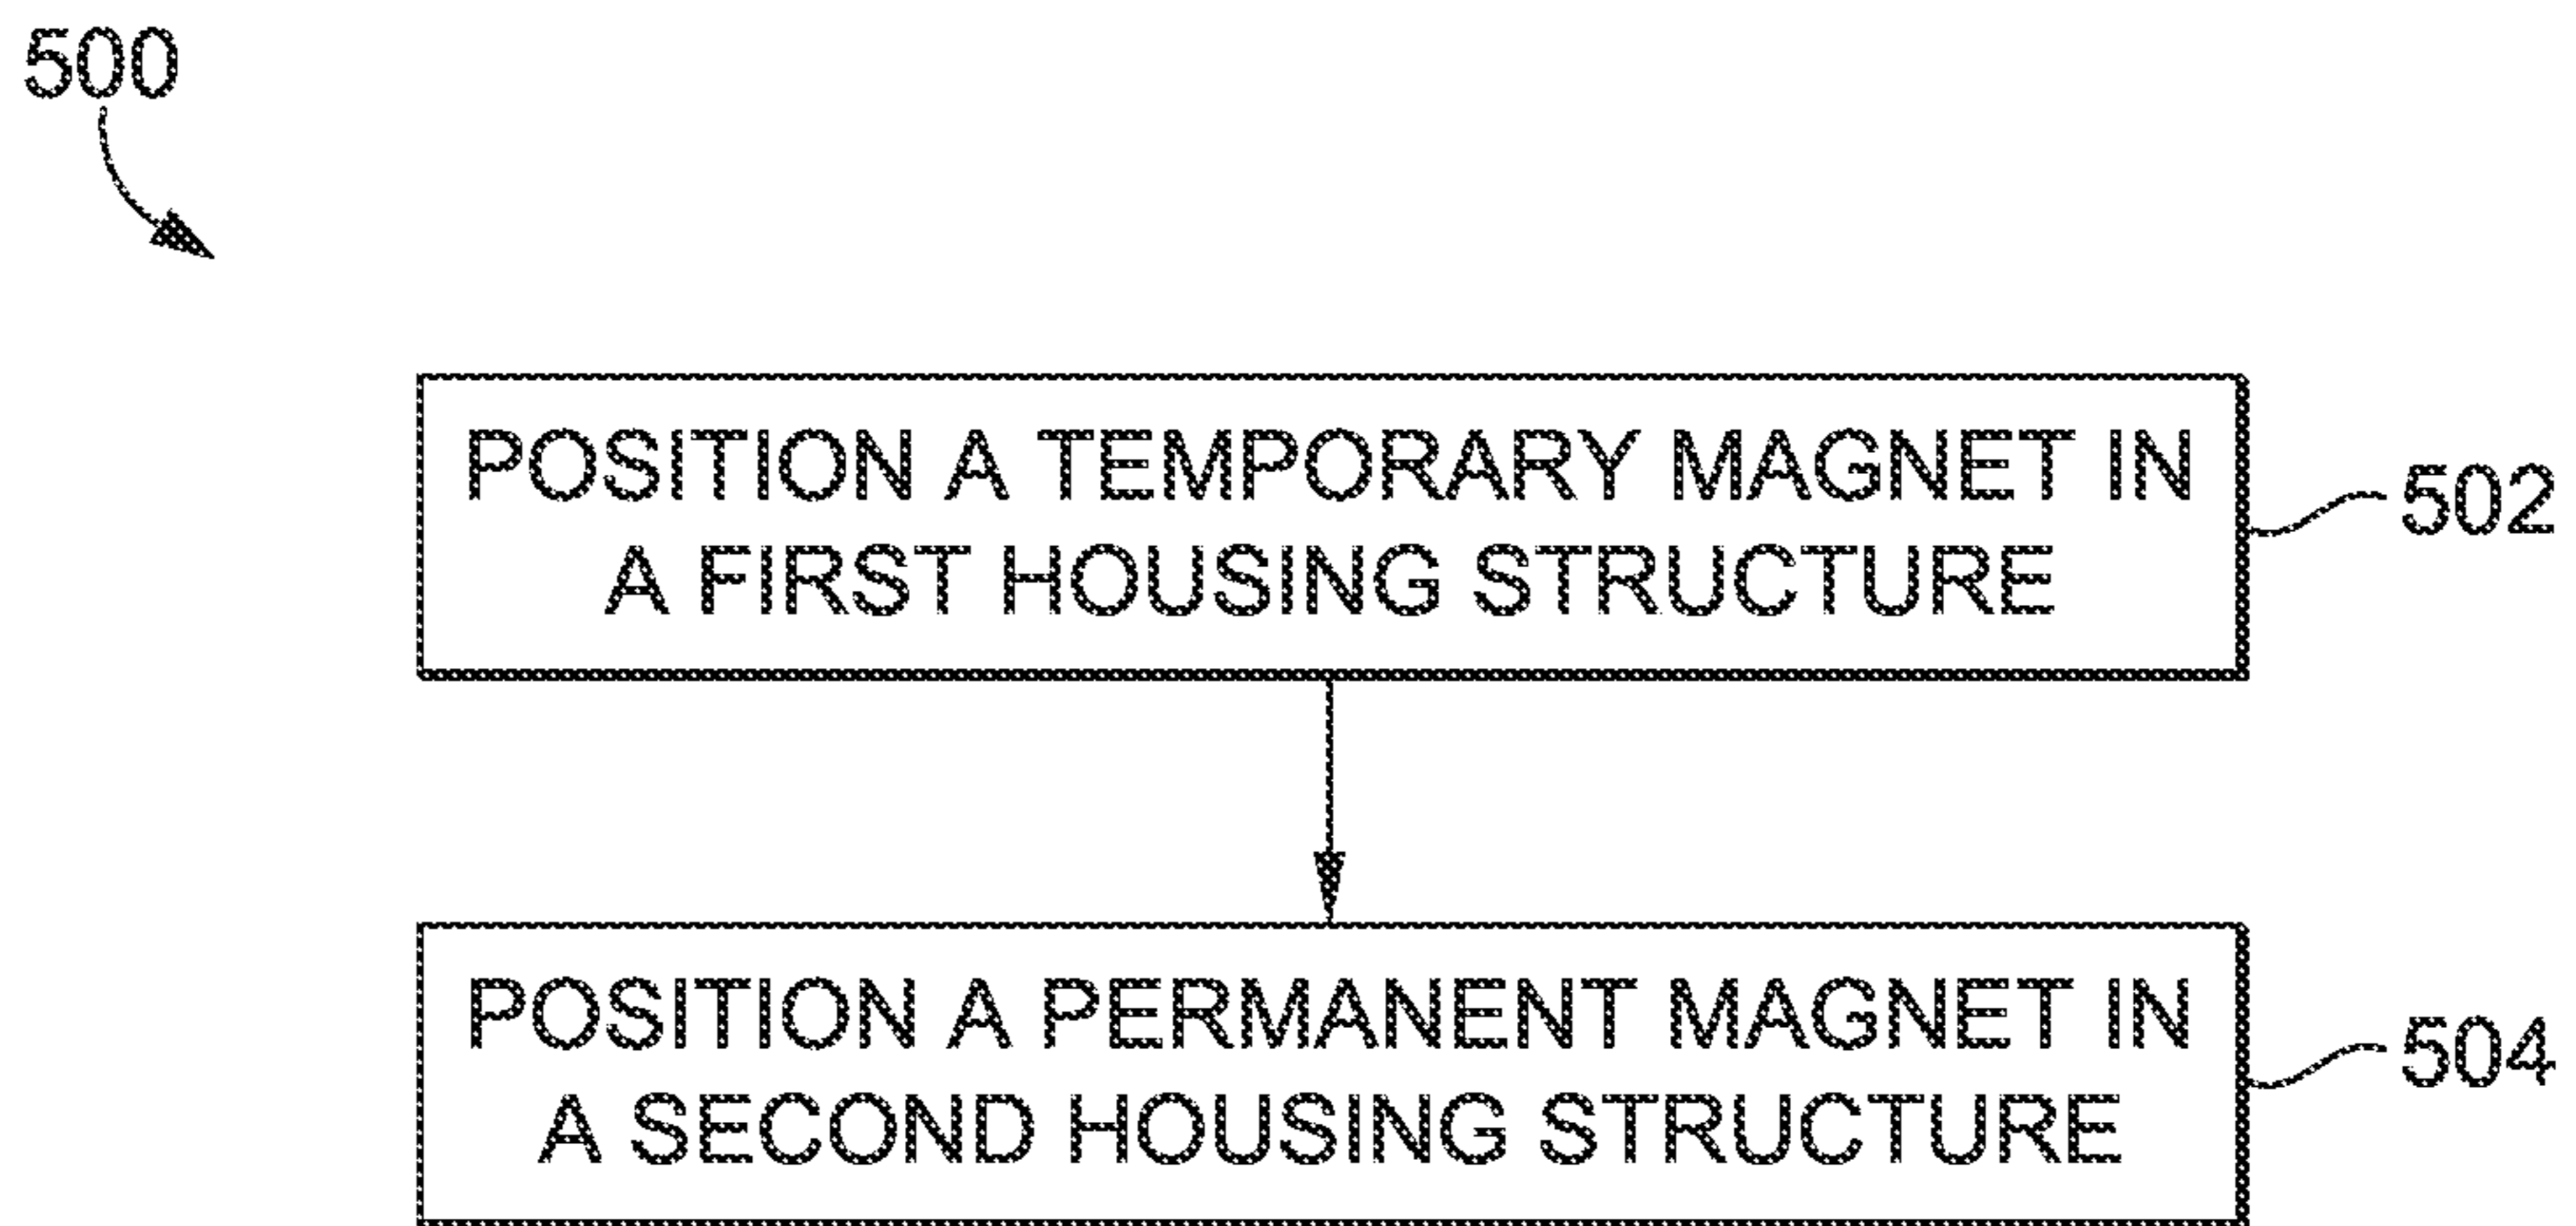 500
POSITION A TEMPORARY MAGNET IN
A FIRST HOUSING STRUCTURE
502
POSITION A PERMANENT MAGNET IN
A SECOND HOUSING STRUCTURE
504